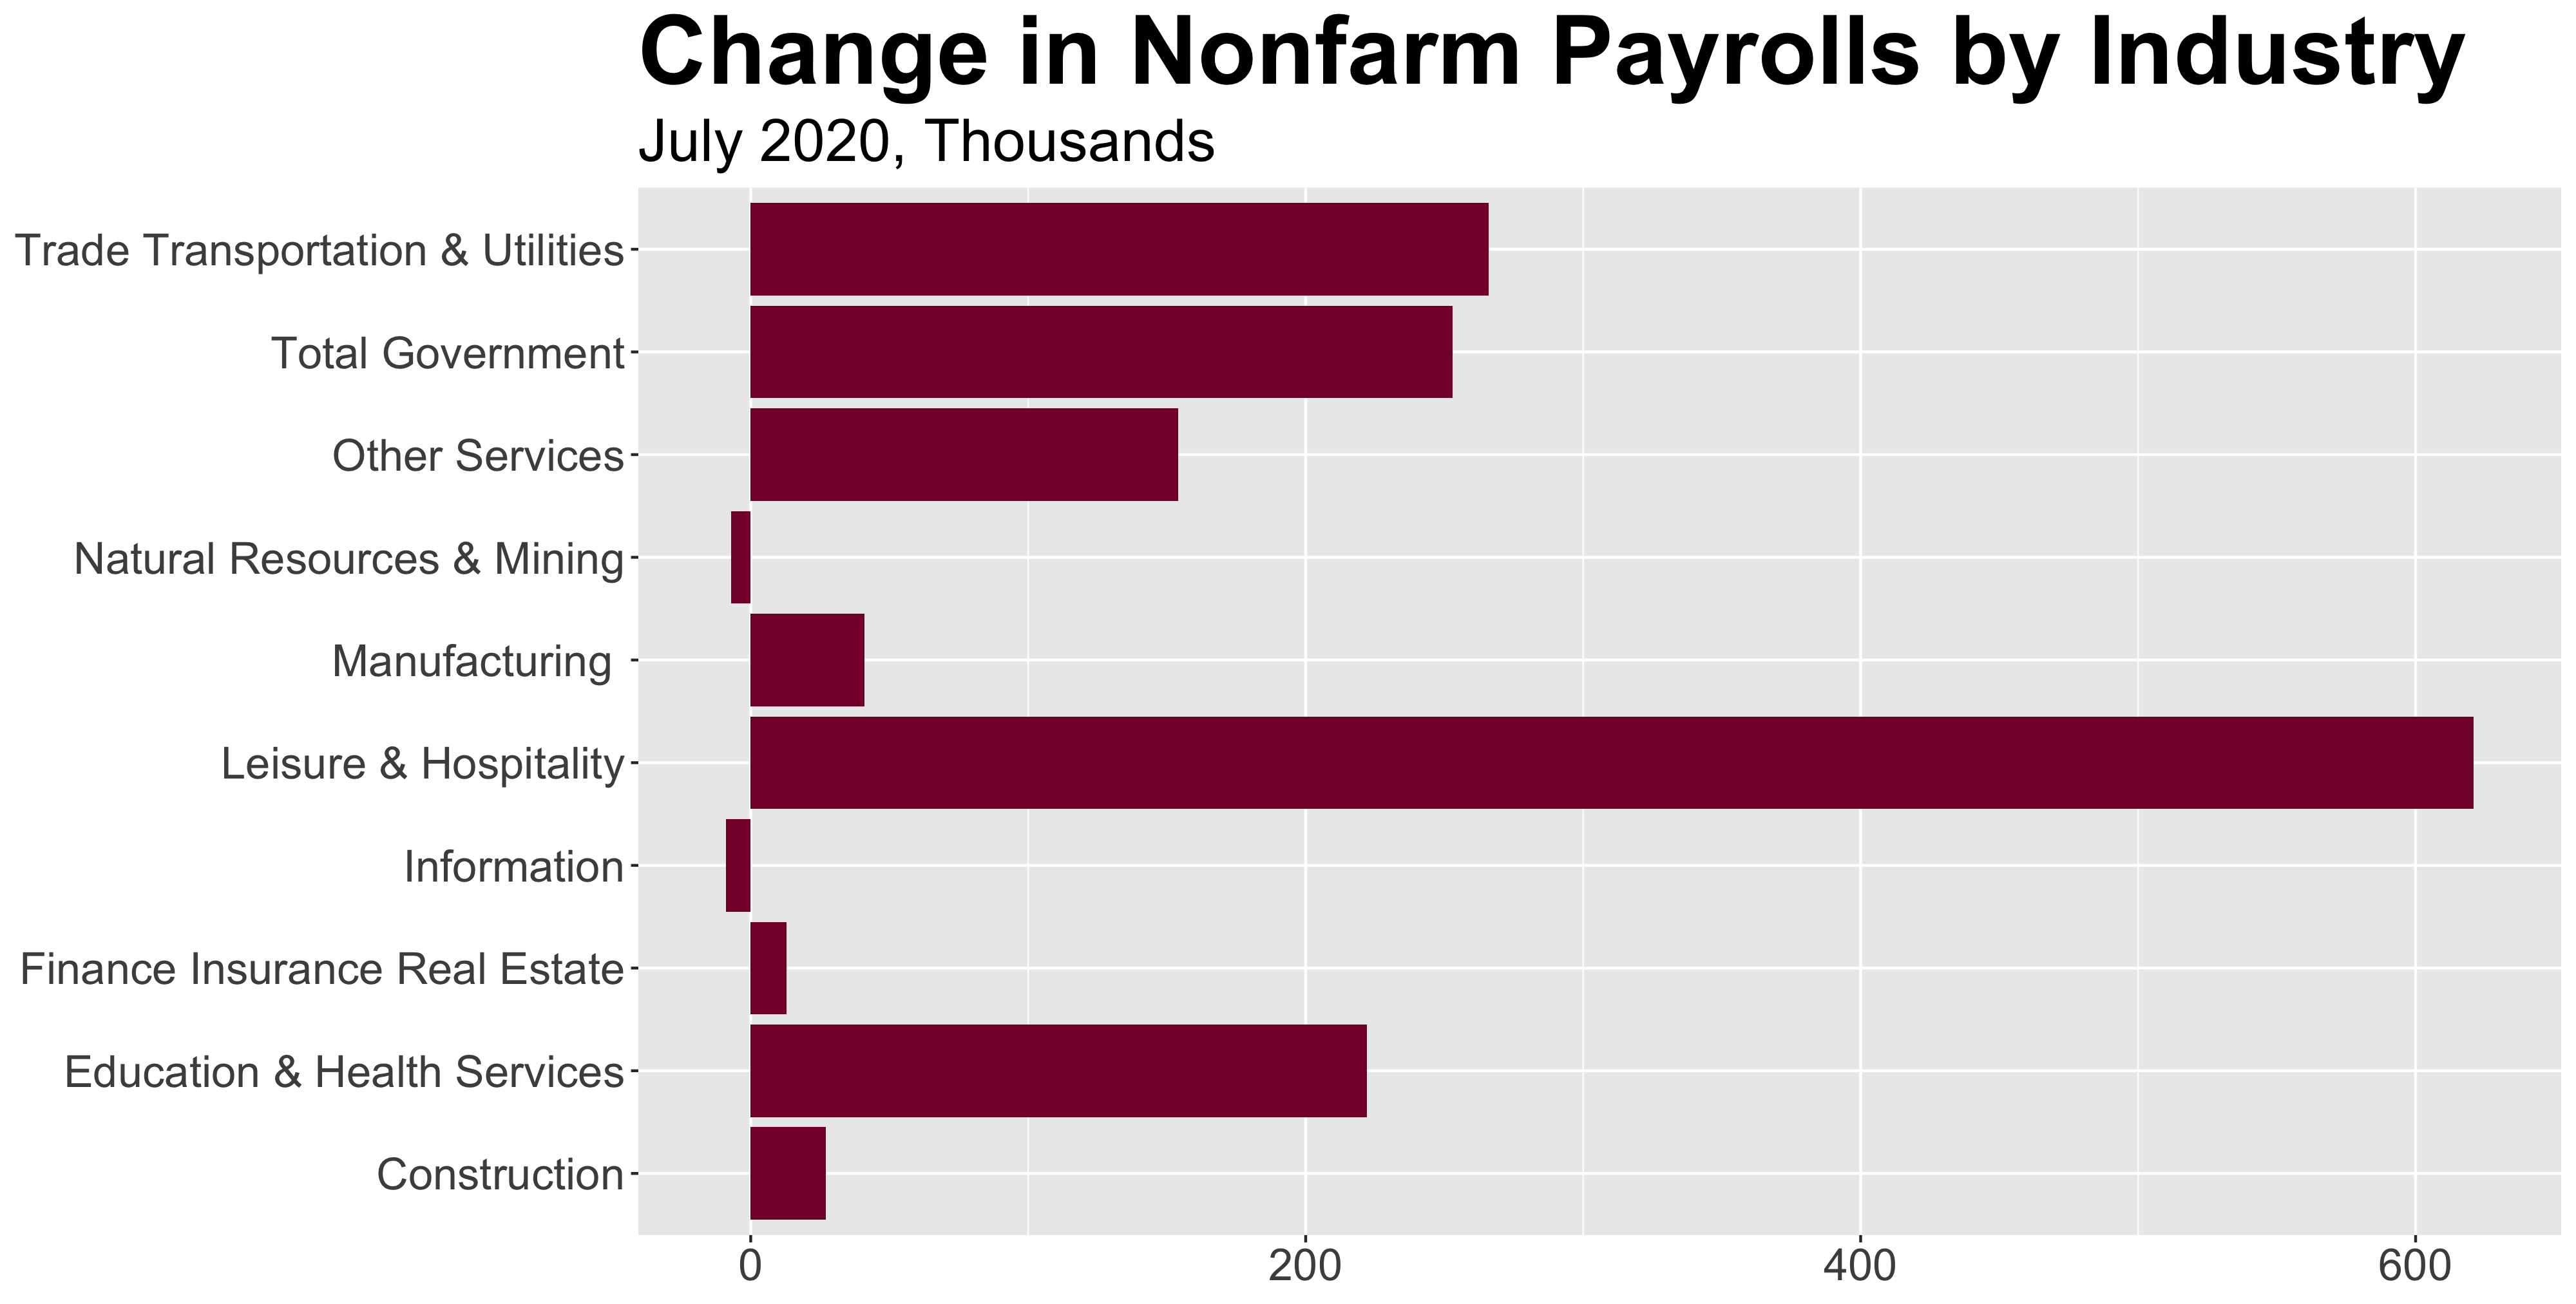 Change in Nonfarm Payrolls by Industry
July 2020, Thousands
Trade Transportation & Utilities
Total Government
Other Services
Natural Resources & Mining
Manufacturing
Leisure & Hospitality
Information
Finance Insurance Real Estate
Education & Health Services
Construction
0 200 400 600